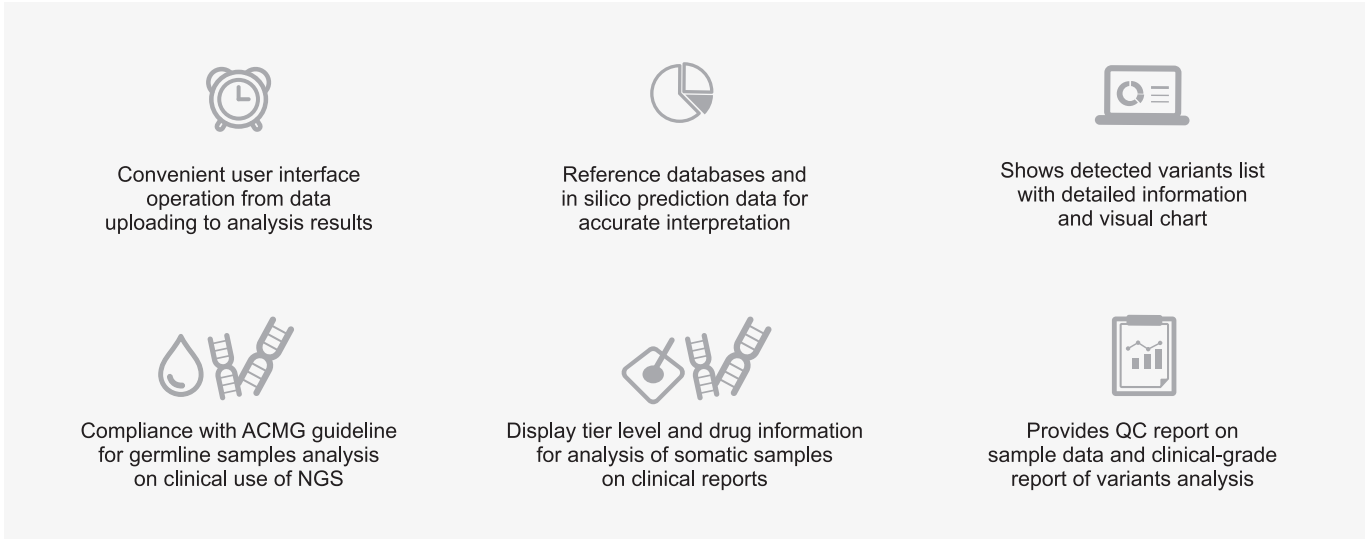 Convenient user interface
operation from data
uploading to analysis results
Reference databases and
in silico prediction data for
accurate interpretation
Shows detected variants list
with detailed information
and visual chart
Compliance with ACMG guideline
for germline samples analysis
on clinical use of NGS
Display tier level and drug information
for analysis of somatic samples
on clinical reports
Provides QC report on
sample data and clinical-grade
report of variants analysis